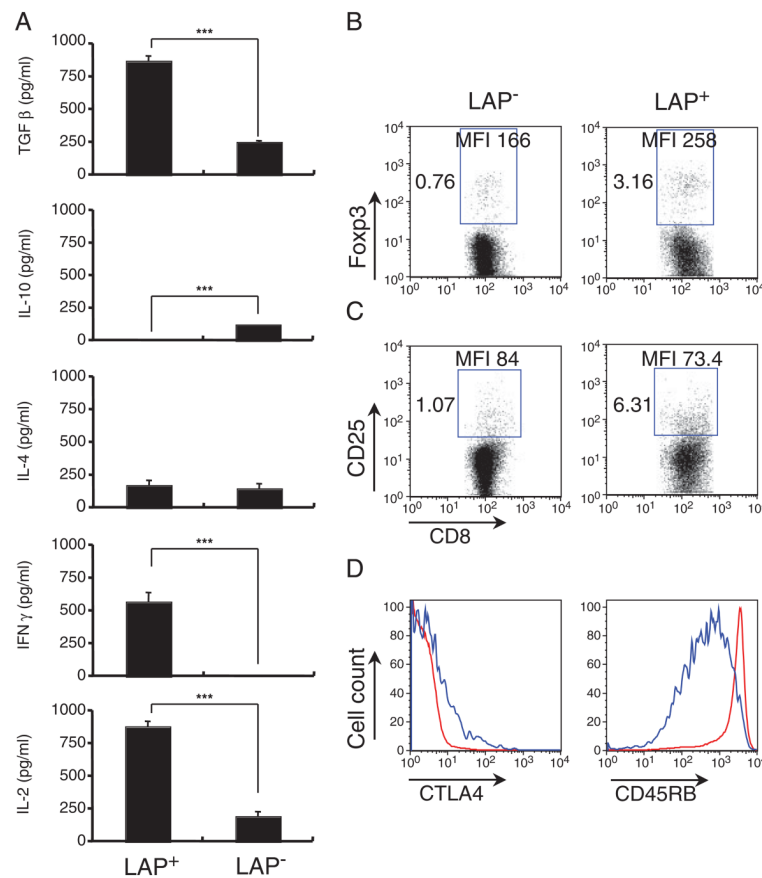 A
1000
750
500
250
0
TGF β (pg/ml)
***
1000
750
500
250
0
IL-10 (pg/ml)
***
1000
750
500
250
0
IL-4 (pg/ml)
1000
750
500
250
0
IFN γ (pg/ml)
***
1000
750
500
250
0
IL-2 (pg/ml)
***
LAP+ LAP-
B
LAP- LAP+
Foxp3
10⁴
10³
10²
10¹
10⁰
MFI 166
0.76
10⁰ 10¹ 10² 10³ 10⁴
10⁴
10³
10²
10¹
10⁰
MFI 258
3.16
10⁰ 10¹ 10² 10³ 10⁴
C
CD25
10⁴
10³
10²
10¹
10⁰
MFI 84
1.07
10⁰ 10¹ 10² 10³ 10⁴
10⁴
10³
10²
10¹
10⁰
MFI 73.4
6.31
10⁰ 10¹ 10² 10³ 10⁴
CD8
D
Cell count
100
80
60
40
20
0
10⁰ 10¹ 10² 10³ 10⁴
CTLA4
100
80
60
40
20
0
10⁰ 10¹ 10² 10³ 10⁴
CD45RB